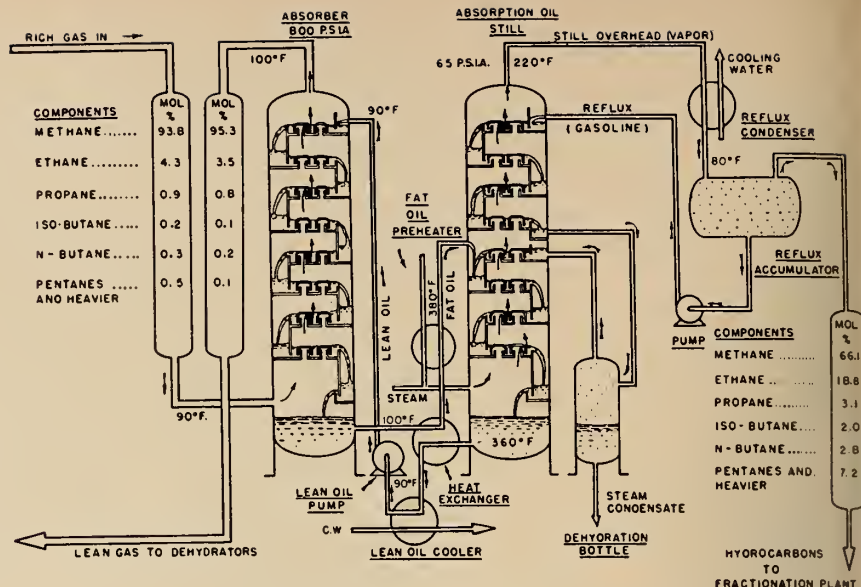 ABSORBER
800 P.S.I.A.
ABSORPTION OIL
STILL
RICH GAS IN
100°F
65 P.S.I.A.
220°F
STILL OVERHEAD (VAPOR)
COOLING
WATER
90°F
REFLUX
(GASOLINE)
REFLUX
CONDENSER
80°F
REFLUX
ACCUMULATOR
PUMP
COMPONENTS MOL % MOL %
METHANE....... 93.8 95.3
ETHANE......... 4.3 3.5
PROPANE........ 0.9 0.8
ISO-BUTANE..... 0.2 0.1
N-BUTANE..... 0.3 0.2
PENTANES
AND HEAVIER 0.5 0.1
FAT
OIL
PREHEATER
LEAN OIL
380°F
FAT OIL
STEAM
90°F.
100°F
360°F
LEAN OIL
PUMP
90°F
HEAT
EXCHANGER
C.W
LEAN OIL COOLER
LEAN GAS TO DEHYDRATORS
STEAM
CONDENSATE
DEHYDRATION
BOTTLE
COMPONENTS MOL %
METHANE.......... 66.1
ETHANE.. ...... 18.8
PROPANE........ 3.1
ISO-BUTANE.... 2.0
N-BUTANE....... 2.8
PENTANES AND.
HEAVIER 7.2
HYDROCARBONS
TO
FRACTIONATION PLANT